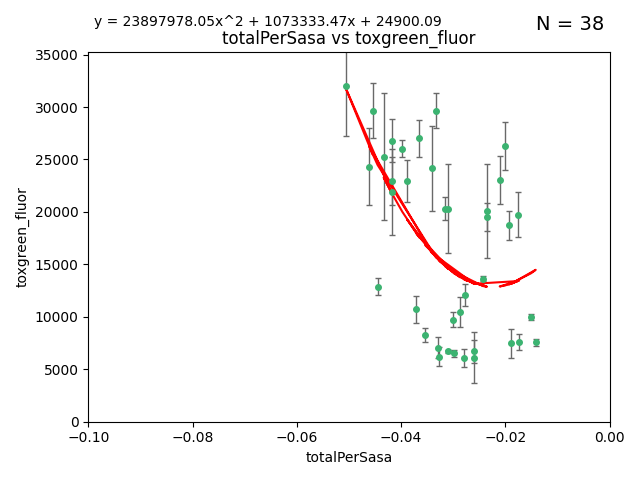 y = 23897978.05x^2 + 1073333.47x + 24900.09
N = 38
totalPerSasa vs toxgreen_fluor
35000
30000
25000
20000
15000
10000
5000
0
toxgreen_fluor
−0.10
−0.08
−0.06
−0.04
−0.02
0.00
totalPerSasa